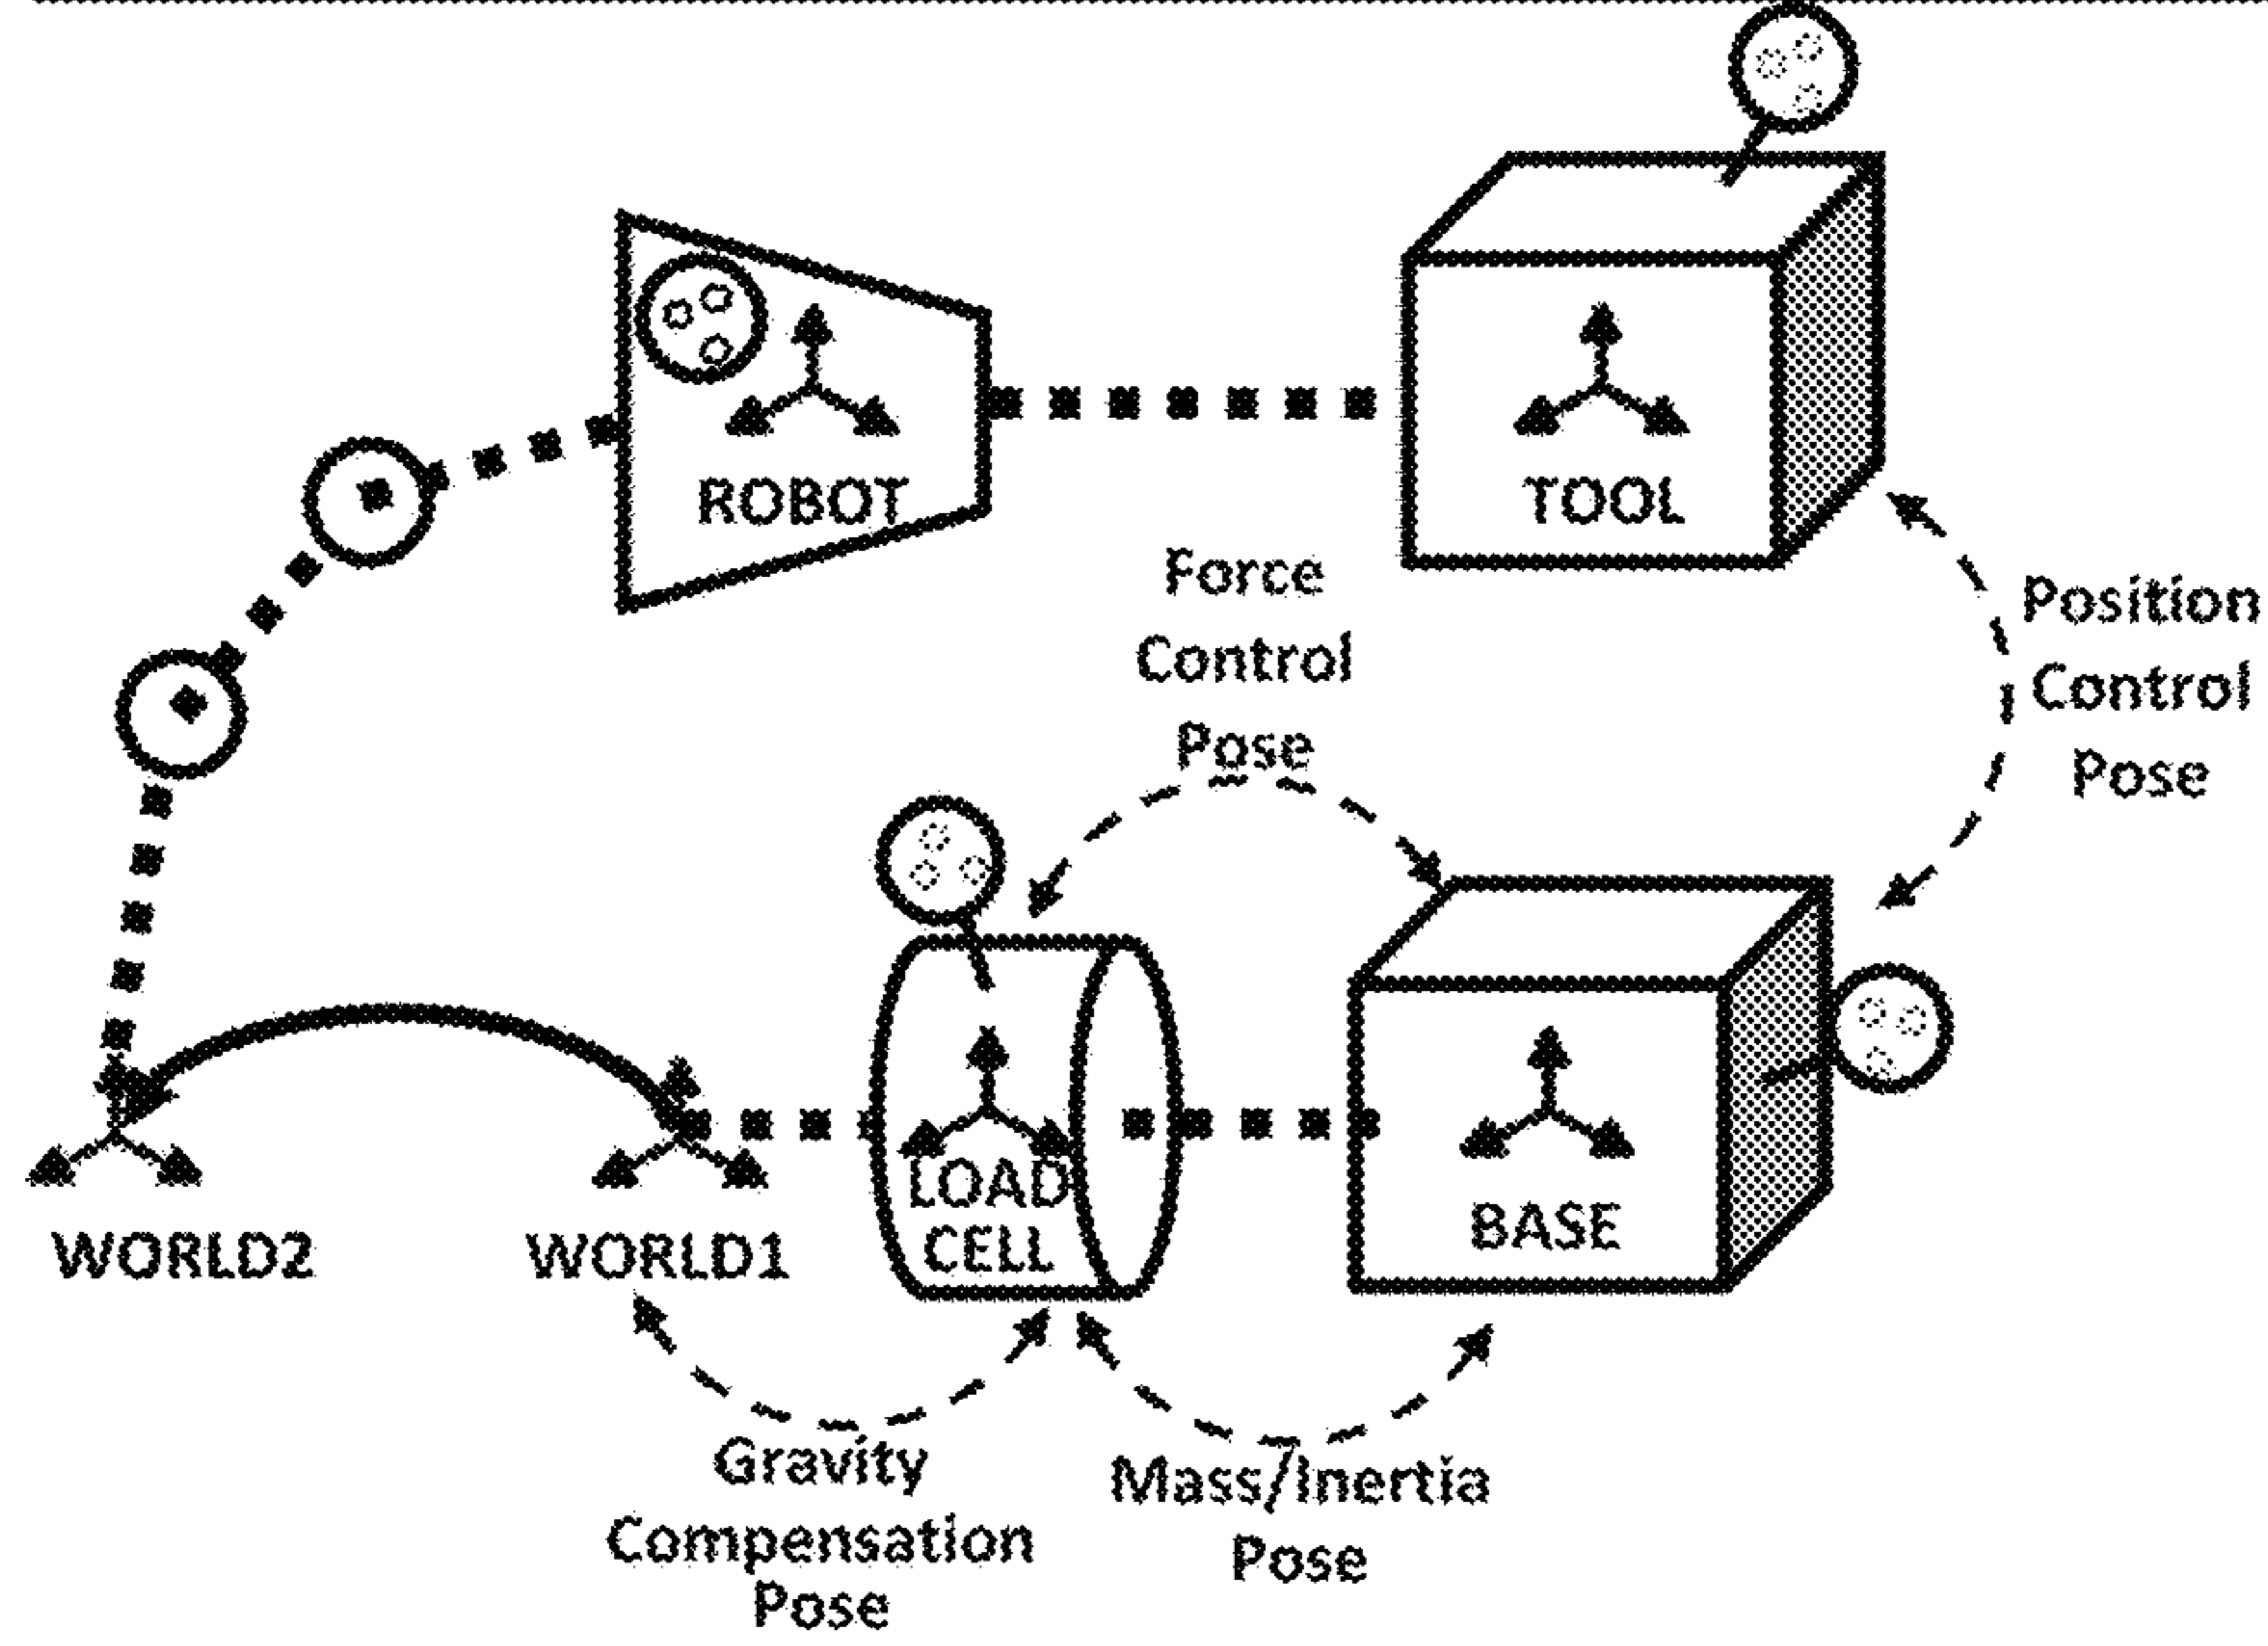 ROBOT
TOOL
Force
Control
Pose
Position
Control
Pose
LOAD
CELL
BASE
WORLD2
WORLD1
Gravity
Compensation
Pose
Mass/Inertia
Pose